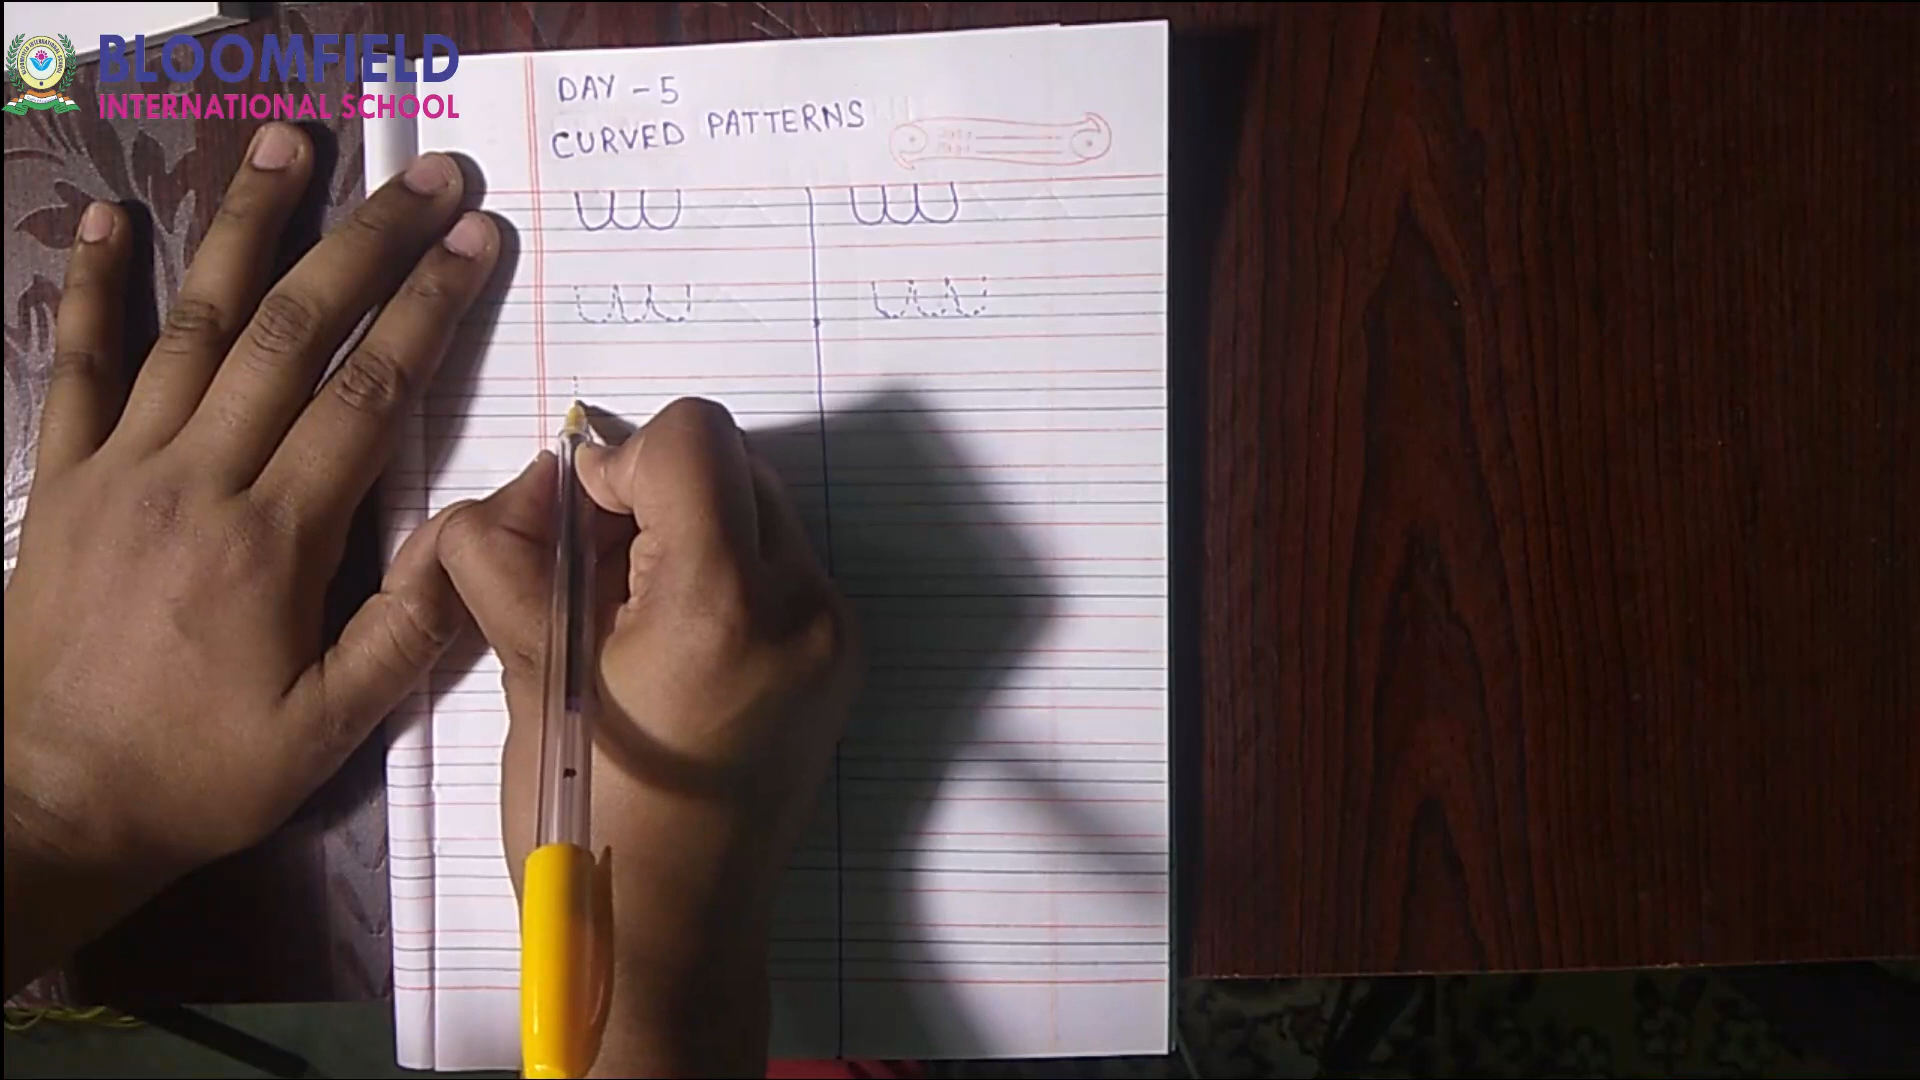 BLOOMFIELD
INTERNATIONAL SCHOOL
DAY - 5
CURVED PATTERNS